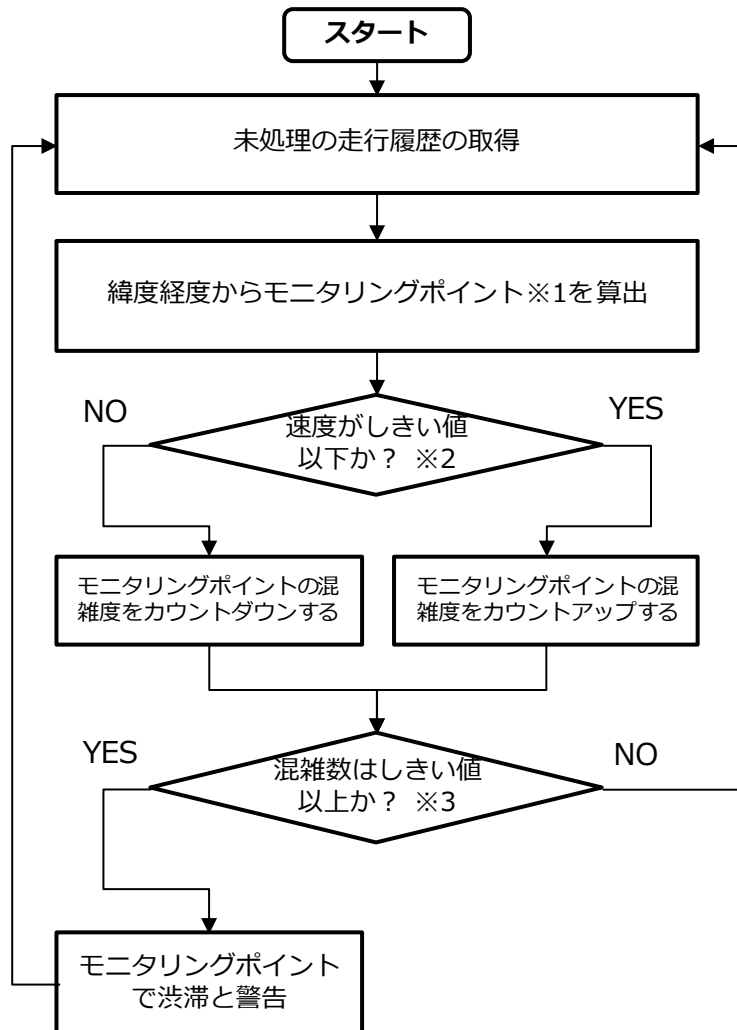 スタート
未処理の走行履歴の取得
緯度経度からモニタリングポイント※1を算出
NO
YES
速度がしきい値
以下か？ ※2
モニタリングポイントの混
雑度をカウントダウンする
モニタリングポイントの混
雑度をカウントアップする
YES
NO
混雑数はしきい値
以上か？ ※3
モニタリングポイント
で渋滞と警告